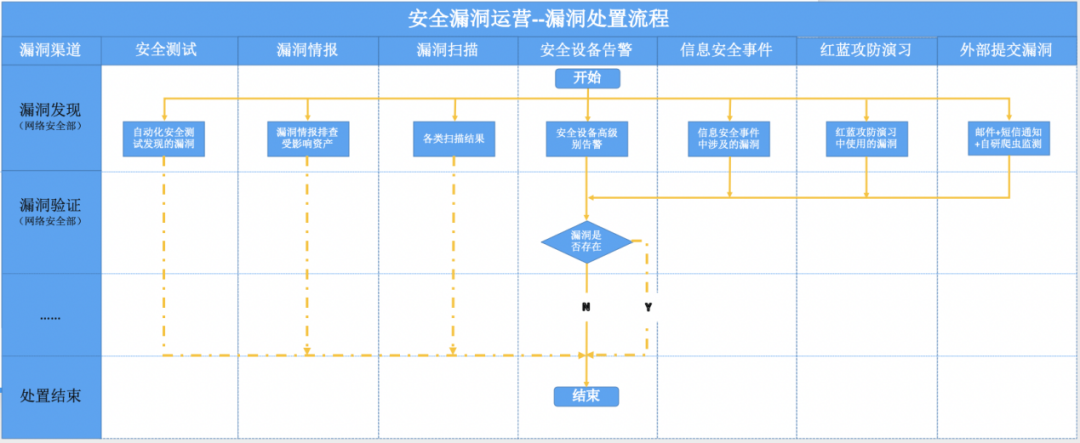 安全漏洞运营--漏洞处置流程
漏洞渠道
安全测试
漏洞情报
漏洞扫描
安全设备告警
信息安全事件
红蓝攻防演习
外部提交漏洞
开始
漏洞发现
(网络安全部)
自动化安全测
试发现的漏洞
漏洞情报排查
受影响资产
各类扫描结果
安全设备高级
别告警
信息安全事件
中涉及的漏洞
红蓝攻防演习
中使用的漏洞
邮件+短信通知
+自研爬虫监测
漏洞验证
(网络安全部)
漏洞是
否存在
......
N
Y
处置结束
结束